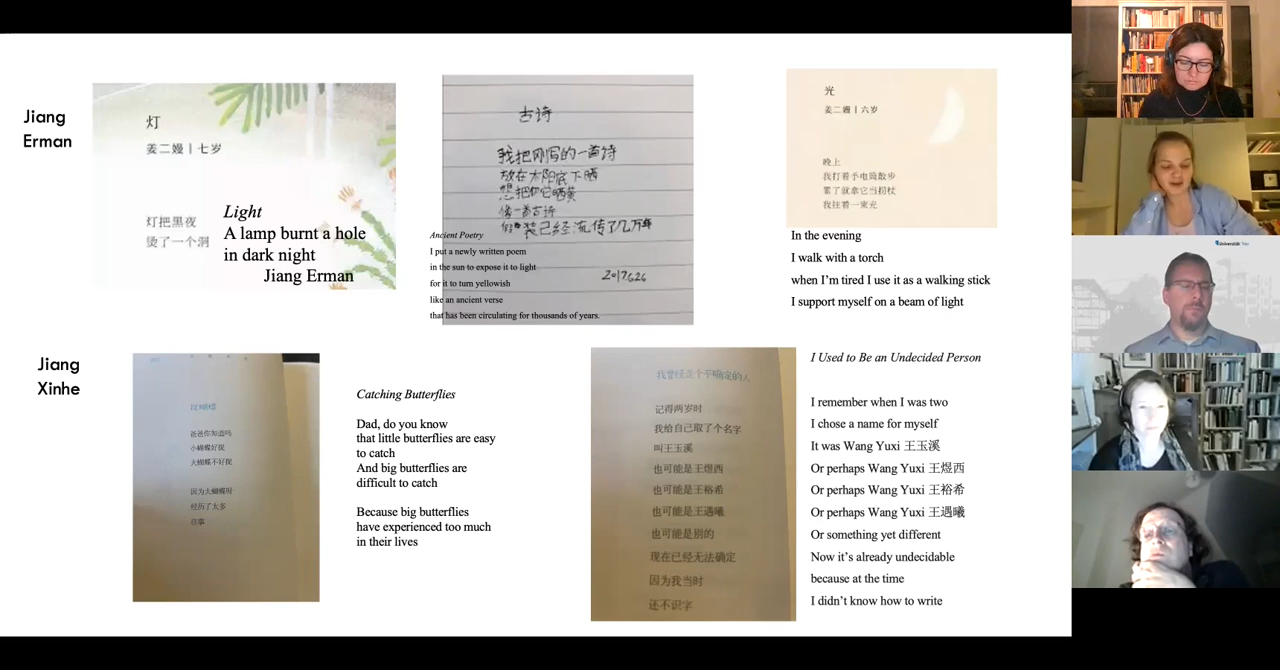 Jiang
Erman
灯
姜二嫚丨七岁
灯把黑夜
烫了一个洞
Light
A lamp burnt a hole
in dark night
Jiang Erman
古诗
我把刚写的一首诗
放在太阳底下晒
想把它晒黄
像一首古诗
假装已经流传了几万年
2017.6.26
Ancient Poetry
I put a newly written poem
in the sun to expose it to light
for it to turn yellowish
like an ancient verse
that has been circulating for thousands of years.
光
姜二嫚丨六岁
晚上
我打着手电筒散步
累了就拿它当拐杖
我拄着一束光
In the evening
I walk with a torch
when I'm tired I use it as a walking stick
I support myself on a beam of light
Jiang
Xinhe
捉蝴蝶
爸爸你知道吗
小蝴蝶好捉
大蝴蝶不好捉
因为大蝴蝶呀
经历了太多
往事
Catching Butterflies
Dad, do you know
that little butterflies are easy
to catch
And big butterflies are
difficult to catch
Because big butterflies
have experienced too much
in their lives
我曾经是个不确定的人
记得两岁时
我给自己取了个名字
叫王玉溪
也可能是王煜西
也可能是王裕希
也可能是王遇曦
也可能是别的
现在已经无法确定
因为我当时
还不识字
I Used to Be an Undecided Person
I remember when I was two
I chose a name for myself
It was Wang Yuxi 王玉溪
Or perhaps Wang Yuxi 王煜西
Or perhaps Wang Yuxi 王裕希
Or perhaps Wang Yuxi 王遇曦
Or something yet different
Now it's already undecidable
because at the time
I didn't know how to write
Universität Trier